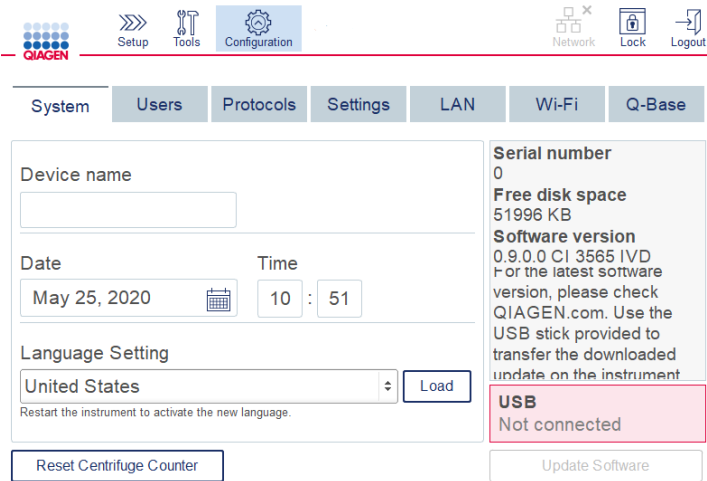 QIAGEN
Setup
Tools
Configuration
Network
Lock
Logout
System
Users
Protocols
Settings
LAN
Wi-Fi
Q-Base
Device name
Date
Time
May 25, 2020
10 : 51
Language Setting
United States
Load
Restart the instrument to activate the new language.
Reset Centrifuge Counter
Serial number
0
Free disk space
51996 KB
Software version
0.9.0.0 CI 3565 IVD
For the latest software
version, please check
QIAGEN.com. Use the
USB stick provided to
transfer the downloaded
update on the instrument
USB
Not connected
Update Software